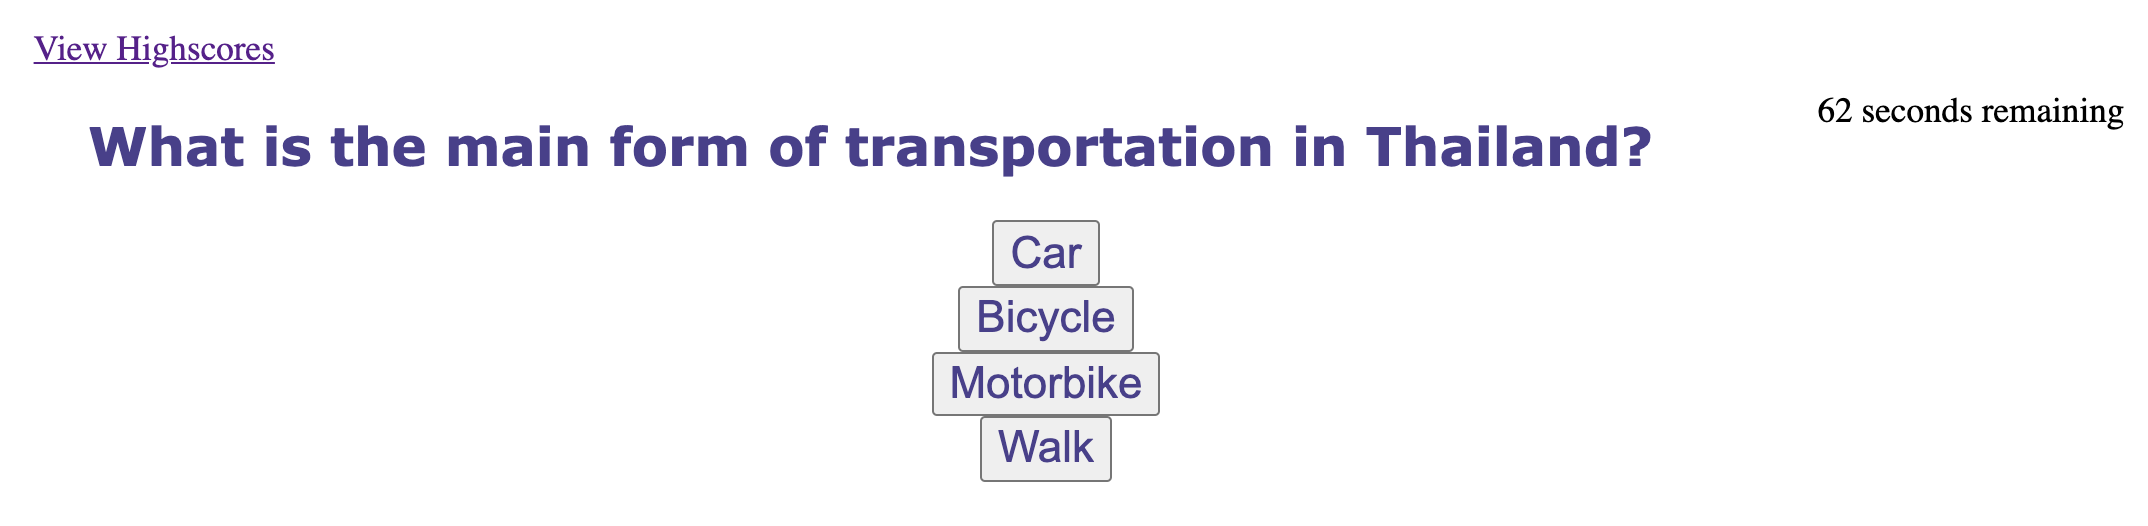 View Highscores
62 seconds remaining
What is the main form of transportation in Thailand?
Car
Bicycle
Motorbike
Walk